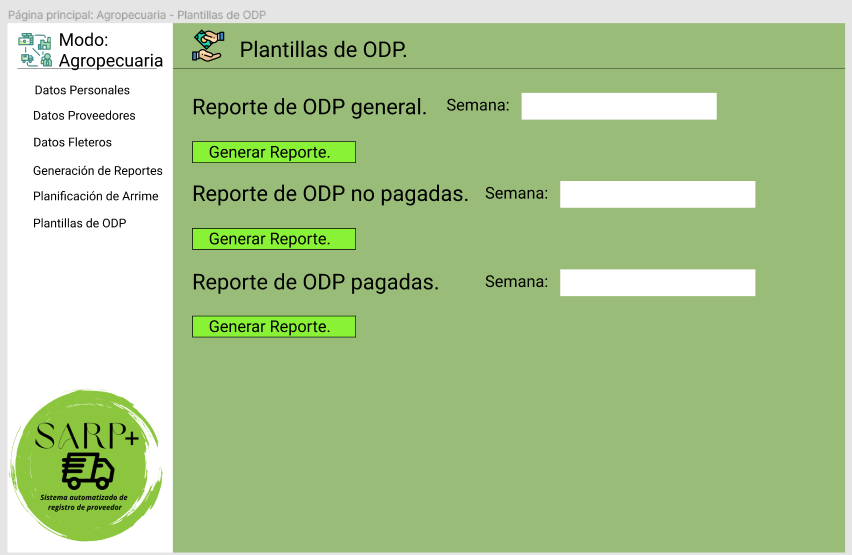 Página principal: Agropecuaria - Plantillas de ODP
Modo:
Agropecuaria
Datos Personales
Datos Proveedores
Datos Fleteros
Generación de Reportes
Planificación de Arrime
Plantillas de ODP
SARP+
Sistema automatizado de
registro de proveedor
Plantillas de ODP.
Reporte de ODP general. Semana:
Generar Reporte.
Reporte de ODP no pagadas. Semana:
Generar Reporte.
Reporte de ODP pagadas. Semana:
Generar Reporte.